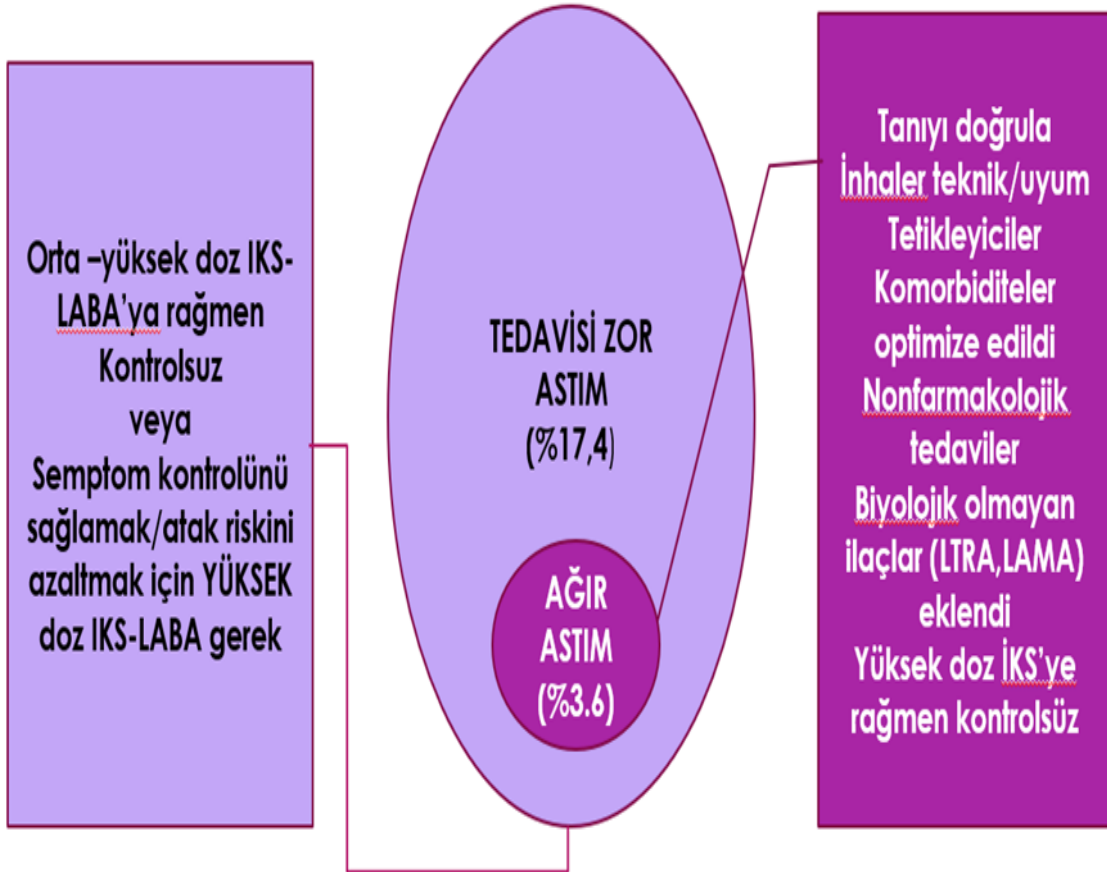 Orta –yüksek doz IKS-
LABA'ya rağmen
Kontrolsuz
veya
Semptom kontrolünü
sağlamak/atak riskini
azaltmak için YÜKSEK
doz IKS-LABA gerek
TEDAVİSİ ZOR
ASTIM
(%17,4)
AĞIR
ASTIM
(%3.6)
Tanıyı doğrula
İnhaler teknik/uyum
Tetikleyiciler
Komorbiditeler
optimize edildi
Nonfarmakolojik
tedaviler
Biyolojık olmayan
ilaçlar (LTRA,LAMA)
eklendi
Yüksek doz İKS'ye
rağmen kontrolsüz